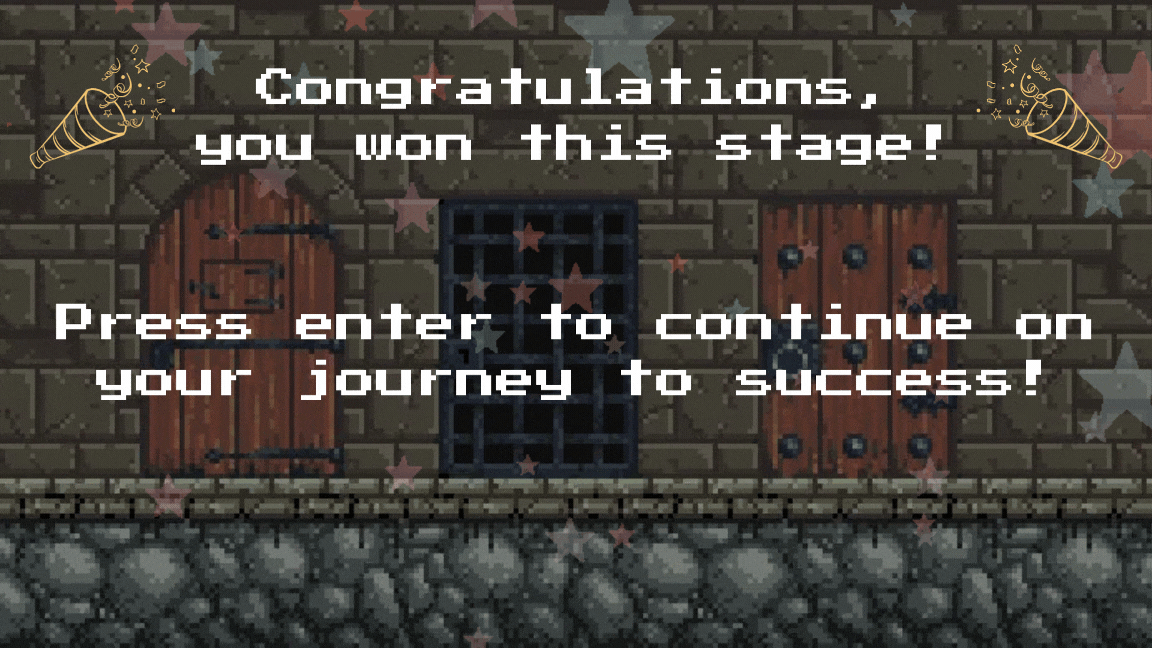 Congratulations,
you won this stage!
Press enter to continue on
your journey to success!